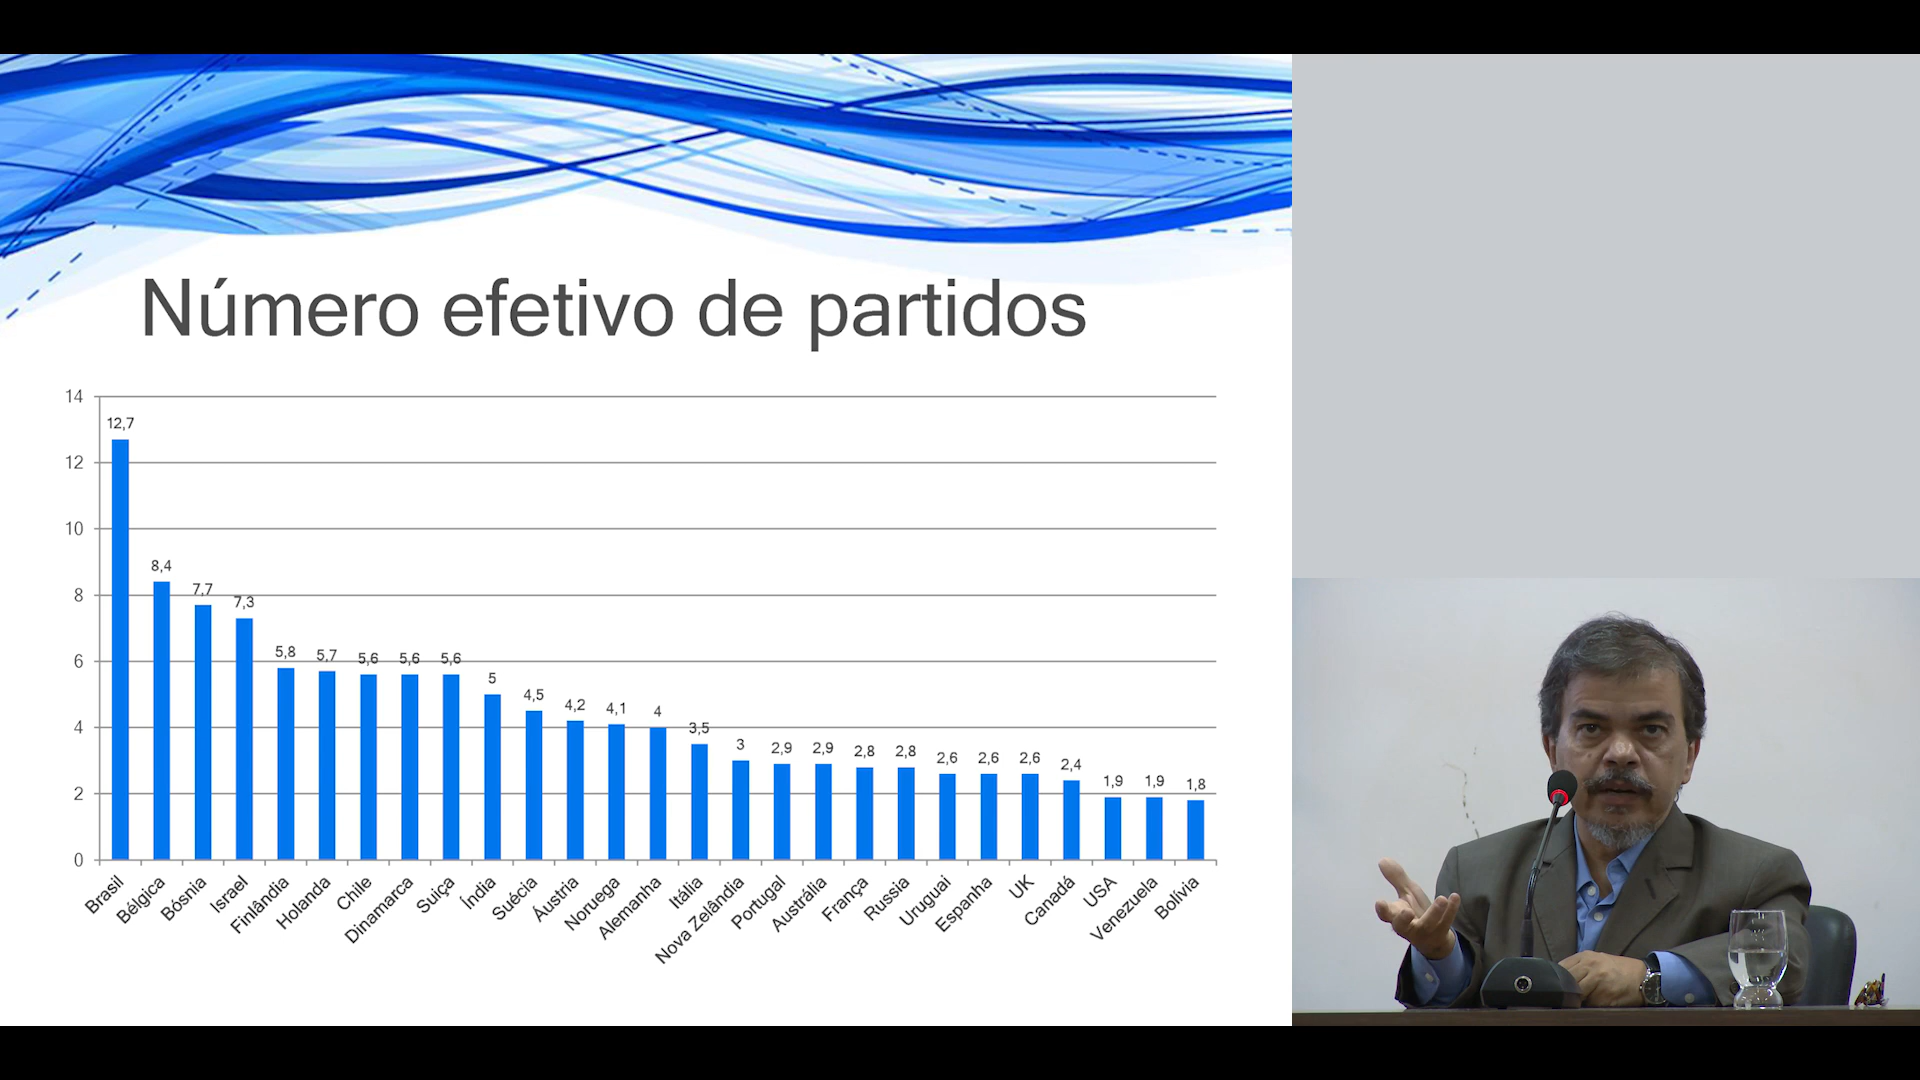 Número efetivo de partidos
14
12
10
8
6
4
2
0
12,7
8,4
7,7
7,3
5,8
5,7
5,6
5,6
5,6
5
4,5
4,2
4,1
4
3,5
3
2,9
2,9
2,8
2,8
2,6
2,6
2,6
2,4
1,9
1,9
1,8
Brasil
Bélgica
Bósnia
Israel
Finlândia
Holanda
Chile
Dinamarca
Suiça
Índia
Suécia
Áustria
Noruega
Alemanha
Itália
Nova Zelândia
Portugal
Austrália
França
Russia
Uruguai
Espanha
UK
Canadá
USA
Venezuela
Bolívia